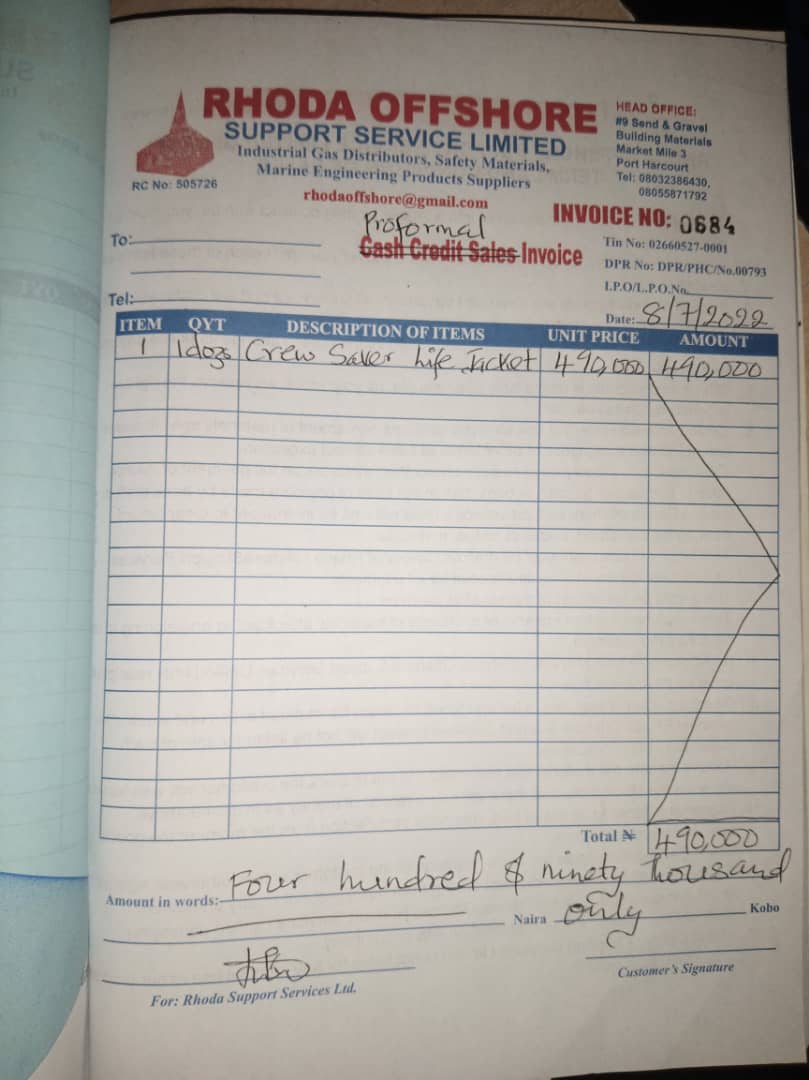 RHODA OFFSHORE
SUPPORT SERVICE LIMITED
Industrial Gas Distributors, Safety Materials,
Marine Engineering Products Suppliers
rhodaoffshore@gmail.com
RC No: 505726
HEAD OFFICE:
#9 Send & Gravel
Building Materials
Market Mile 3
Port Harcourt
Tel: 08032386430,
08055871792
INVOICE NO: 0684
Proformal
Cash Credit Sales Invoice
To:
Tel:
Tin No: 02660527-0001
DPR No: DPR/PHC/No.00793
I.P.O/L.P.O.No.
Date: 8/7/2022
ITEM QYT DESCRIPTION OF ITEMS UNIT PRICE AMOUNT
1 1dozs Crew Saver Life Jacket 490,000 490,000
Total ₦ 490,000
Amount in words:- Four hundred & ninety thousand
Naira only Kobo
For: Rhoda Support Services Ltd.
Customer's Signature